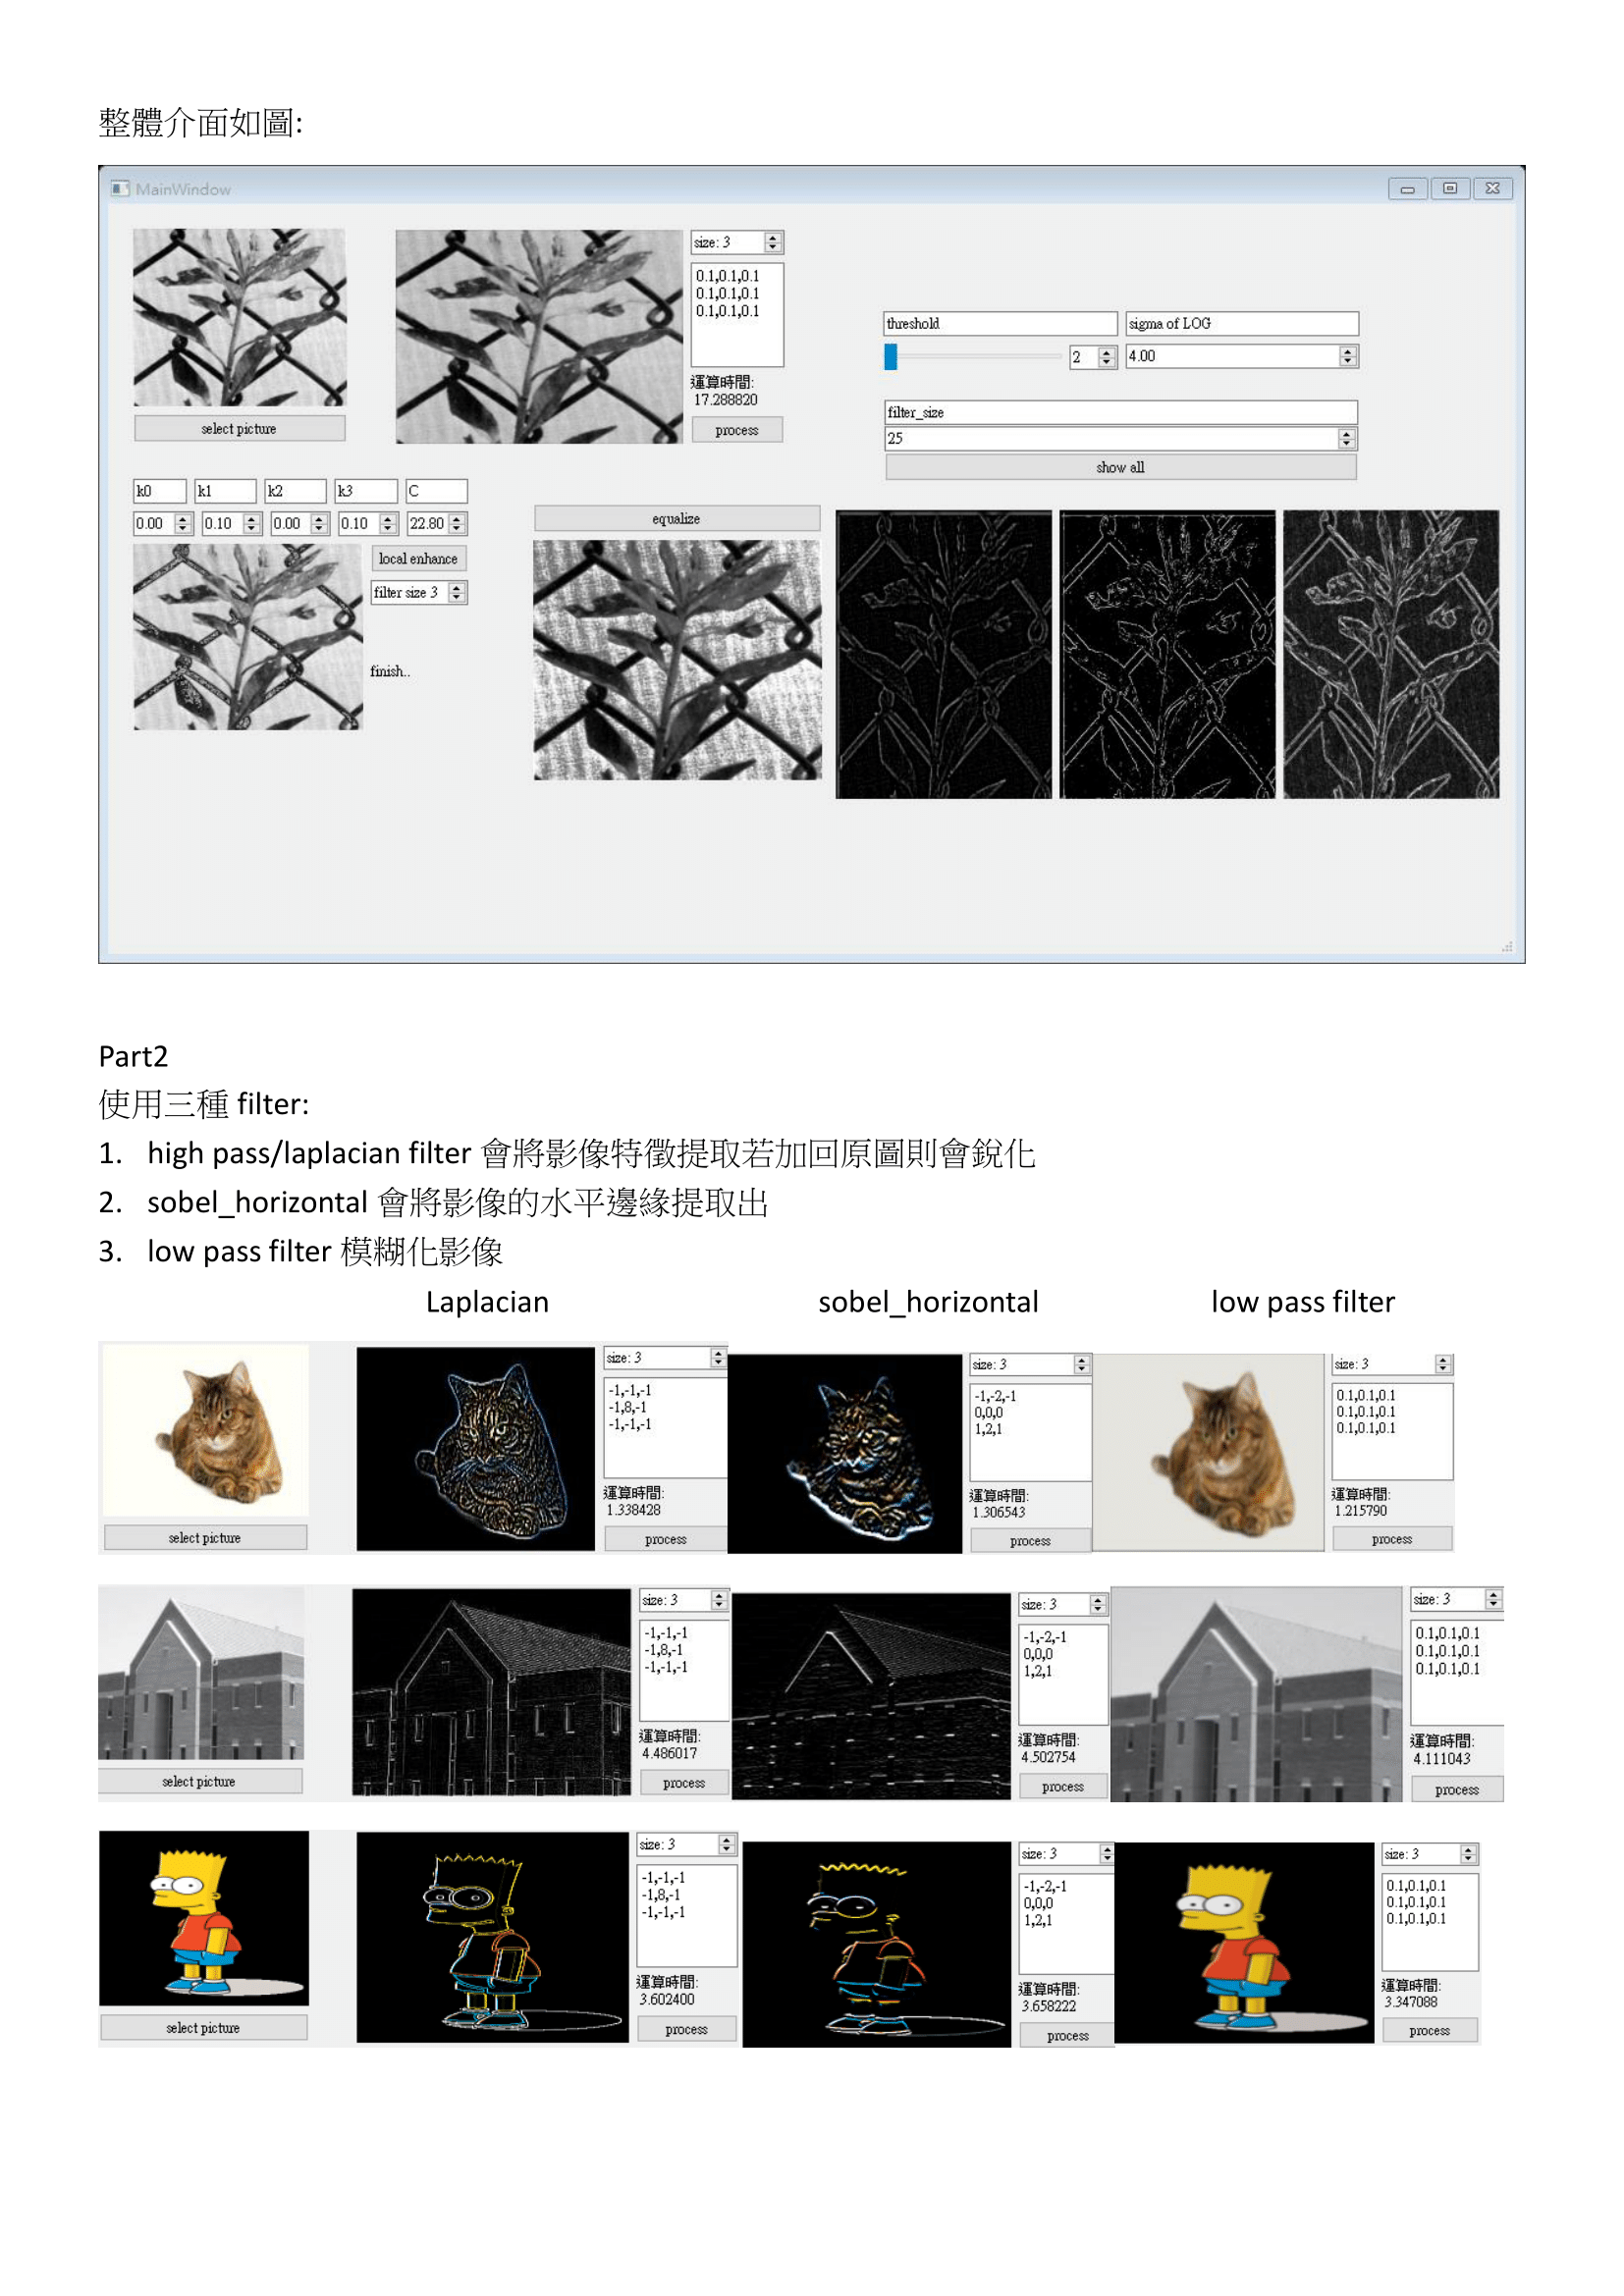 整體介面如圖:
MainWindow
size: 3
0.1,0.1,0.1
0.1,0.1,0.1
0.1,0.1,0.1
運算時間:
17.288820
select picture
process
threshold
sigma of LOG
2
4.00
filter_size
25
show all
k0
k1
k2
k3
C
0.00
0.10
0.00
0.10
22.80
local enhance
filter size 3
finish..
equalize
Part2
使用三種 filter:
1. high pass/laplacian filter 會將影像特徵提取若加回原圖則會銳化
2. sobel_horizontal 會將影像的水平邊緣提取出
3. low pass filter 模糊化影像
Laplacian sobel_horizontal low pass filter
select picture
size: 3
-1,-1,-1
-1,8,-1
-1,-1,-1
運算時間:
1.338428
process
size: 3
-1,-2,-1
0,0,0
1,2,1
運算時間:
1.306543
process
size: 3
0.1,0.1,0.1
0.1,0.1,0.1
0.1,0.1,0.1
運算時間:
1.215790
process
select picture
size: 3
-1,-1,-1
-1,8,-1
-1,-1,-1
運算時間:
4.486017
process
size: 3
-1,-2,-1
0,0,0
1,2,1
運算時間:
4.502754
process
size: 3
0.1,0.1,0.1
0.1,0.1,0.1
0.1,0.1,0.1
運算時間:
4.111043
process
select picture
size: 3
-1,-1,-1
-1,8,-1
-1,-1,-1
運算時間:
3.602400
process
size: 3
-1,-2,-1
0,0,0
1,2,1
運算時間:
3.658222
process
size: 3
0.1,0.1,0.1
0.1,0.1,0.1
0.1,0.1,0.1
運算時間:
3.347088
process